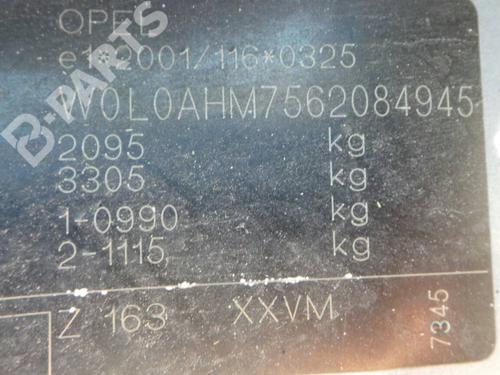 OPEL
e1*2001/116*0325
W0L0AHM7562084945
2095 kg
3305 kg
1-0990 kg
2-1115 kg
Z 163 XXVM
7345
B-PARTS